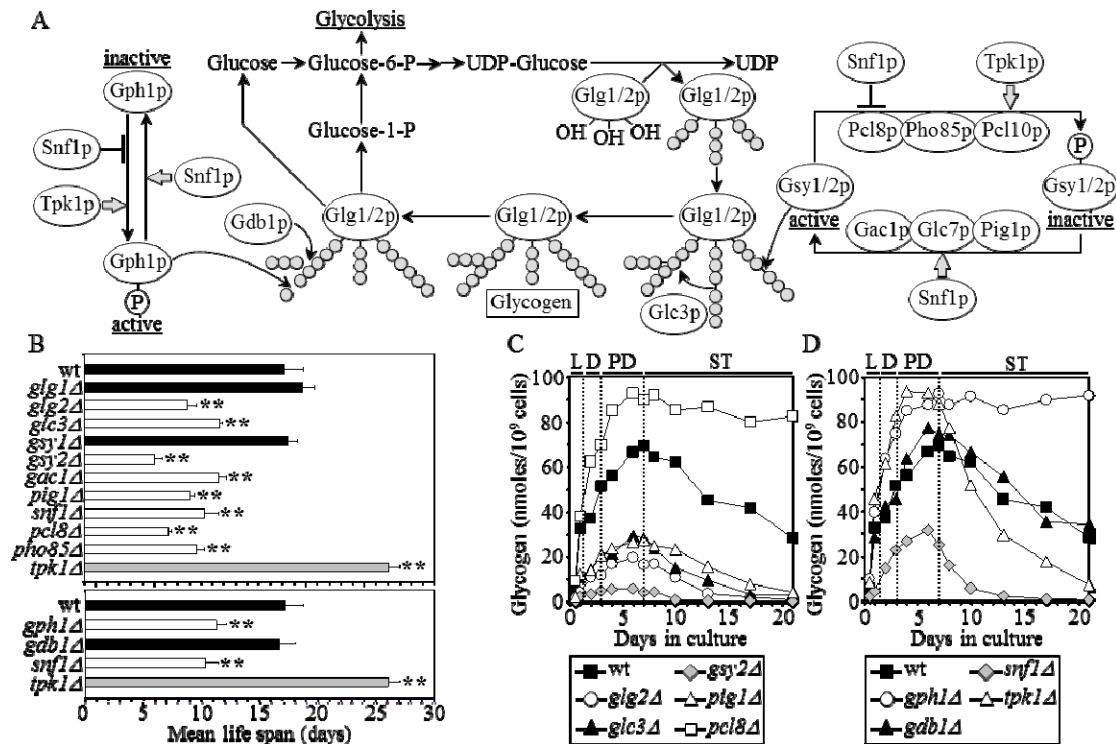 A
Glycolysis
inactive
Glucose
Glucose-6-P
UDP-Glucose
UDP
Gph1p
Glg1/2p
Glg1/2p
OH
OH
OH
Glucose-1-P
Snf1p
Snf1p
Tpk1p
Gph1p
P
active
Gdb1p
Glg1/2p
Glg1/2p
Glg1/2p
Glycogen
Glc3p
Snf1p
Tpk1p
Pcl8p
Pho85p
Pcl10p
P
Gsy1/2p
active
Gsy1/2p
inactive
Gac1p
Glc7p
Pig1p
Snf1p
B
wt
glg1Δ
glg2Δ **
glc3Δ **
gsy1Δ
gsy2Δ **
gac1Δ **
pig1Δ **
snf1Δ **
pcl8Δ **
pho85Δ **
tpk1Δ **
wt
gph1Δ **
gdb1Δ
snf1Δ **
tpk1Δ **
0 5 10 15 20 25 30
Mean life span (days)
C
L D PD ST
100
80
60
40
20
0
Glycogen (nmoles/10⁹ cells)
0 5 10 15 20
Days in culture
wt
gsy2Δ
glg2Δ
pig1Δ
glc3Δ
pcl8Δ
D
L D PD ST
100
80
60
40
20
0
Glycogen (nmoles/10⁹ cells)
0 5 10 15 20
Days in culture
wt
snf1Δ
gph1Δ
tpk1Δ
gdb1Δ